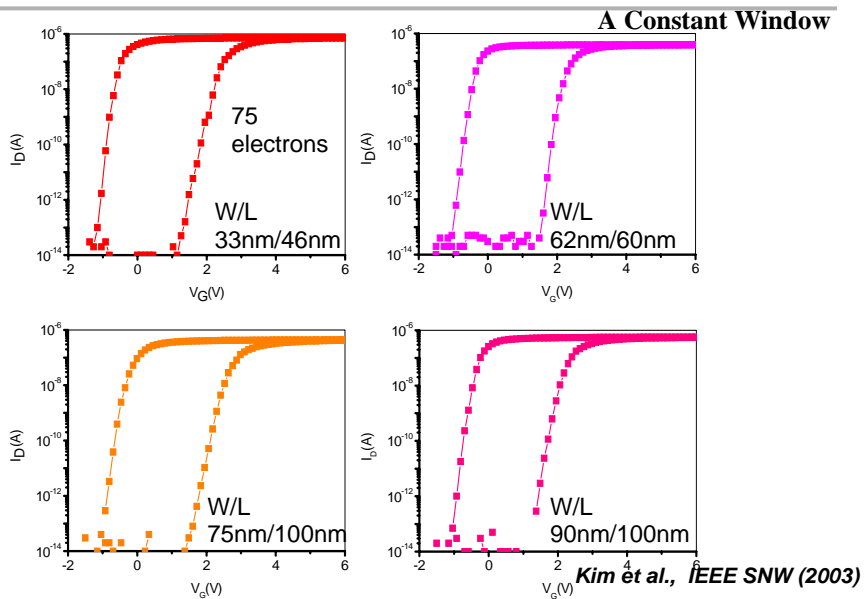 A Constant Window
10^-6
10^-8
10^-10
10^-12
10^-14
I_D(A)
75
electrons
W/L
33nm/46nm
-2 0 2 4 6
V_G(V)
10^-6
10^-8
10^-10
10^-12
10^-14
I_D(A)
W/L
62nm/60nm
-2 0 2 4 6
V_G(V)
10^-6
10^-8
10^-10
10^-12
10^-14
I_D(A)
W/L
75nm/100nm
-2 0 2 4 6
V_G(V)
10^-6
10^-8
10^-10
10^-12
10^-14
I_D(A)
W/L
90nm/100nm
-2 0 2 4 6
V_G(V)
Kim et al., IEEE SNW (2003)